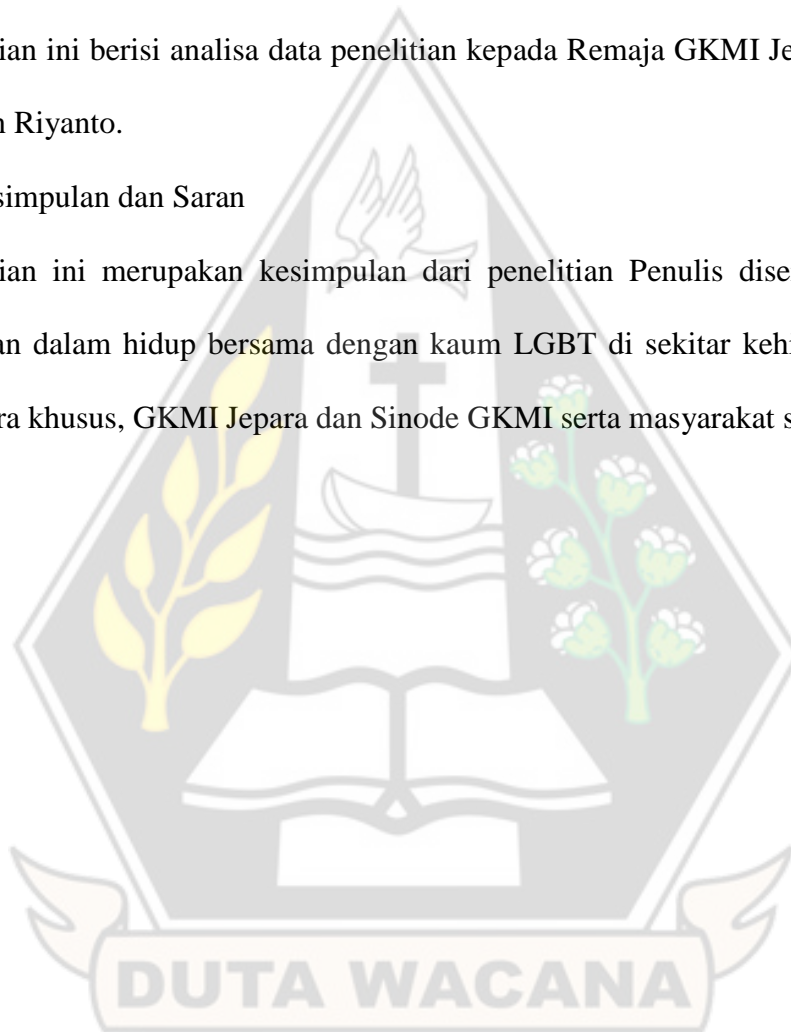 ian ini berisi analisa data penelitian kepada Remaja GKMI Je
n Riyanto.
simpulan dan Saran
ian ini merupakan kesimpulan dari penelitian Penulis dise
an dalam hidup bersama dengan kaum LGBT di sekitar keh
ra khusus, GKMI Jepara dan Sinode GKMI serta masyarakat s
DUTA WACANA